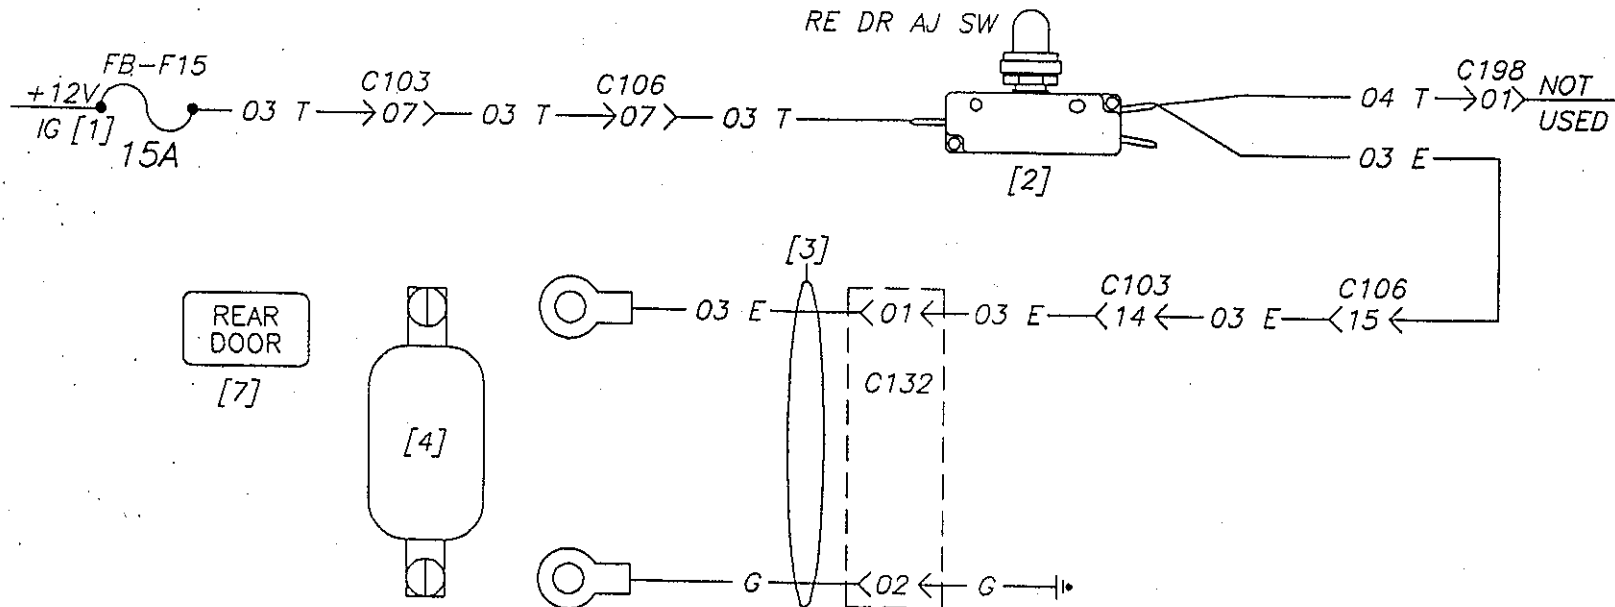 RE DR AJ SW
FB-F15
+12V
IG [1]
15A
03 T
C103
07
03 T
C106
07
03 T
[2]
04 T
C198
01
NOT
USED
03 E
[3]
REAR
DOOR
[7]
[4]
03 E
01
03 E
C103
14
03 E
C106
15
C132
G
02
G